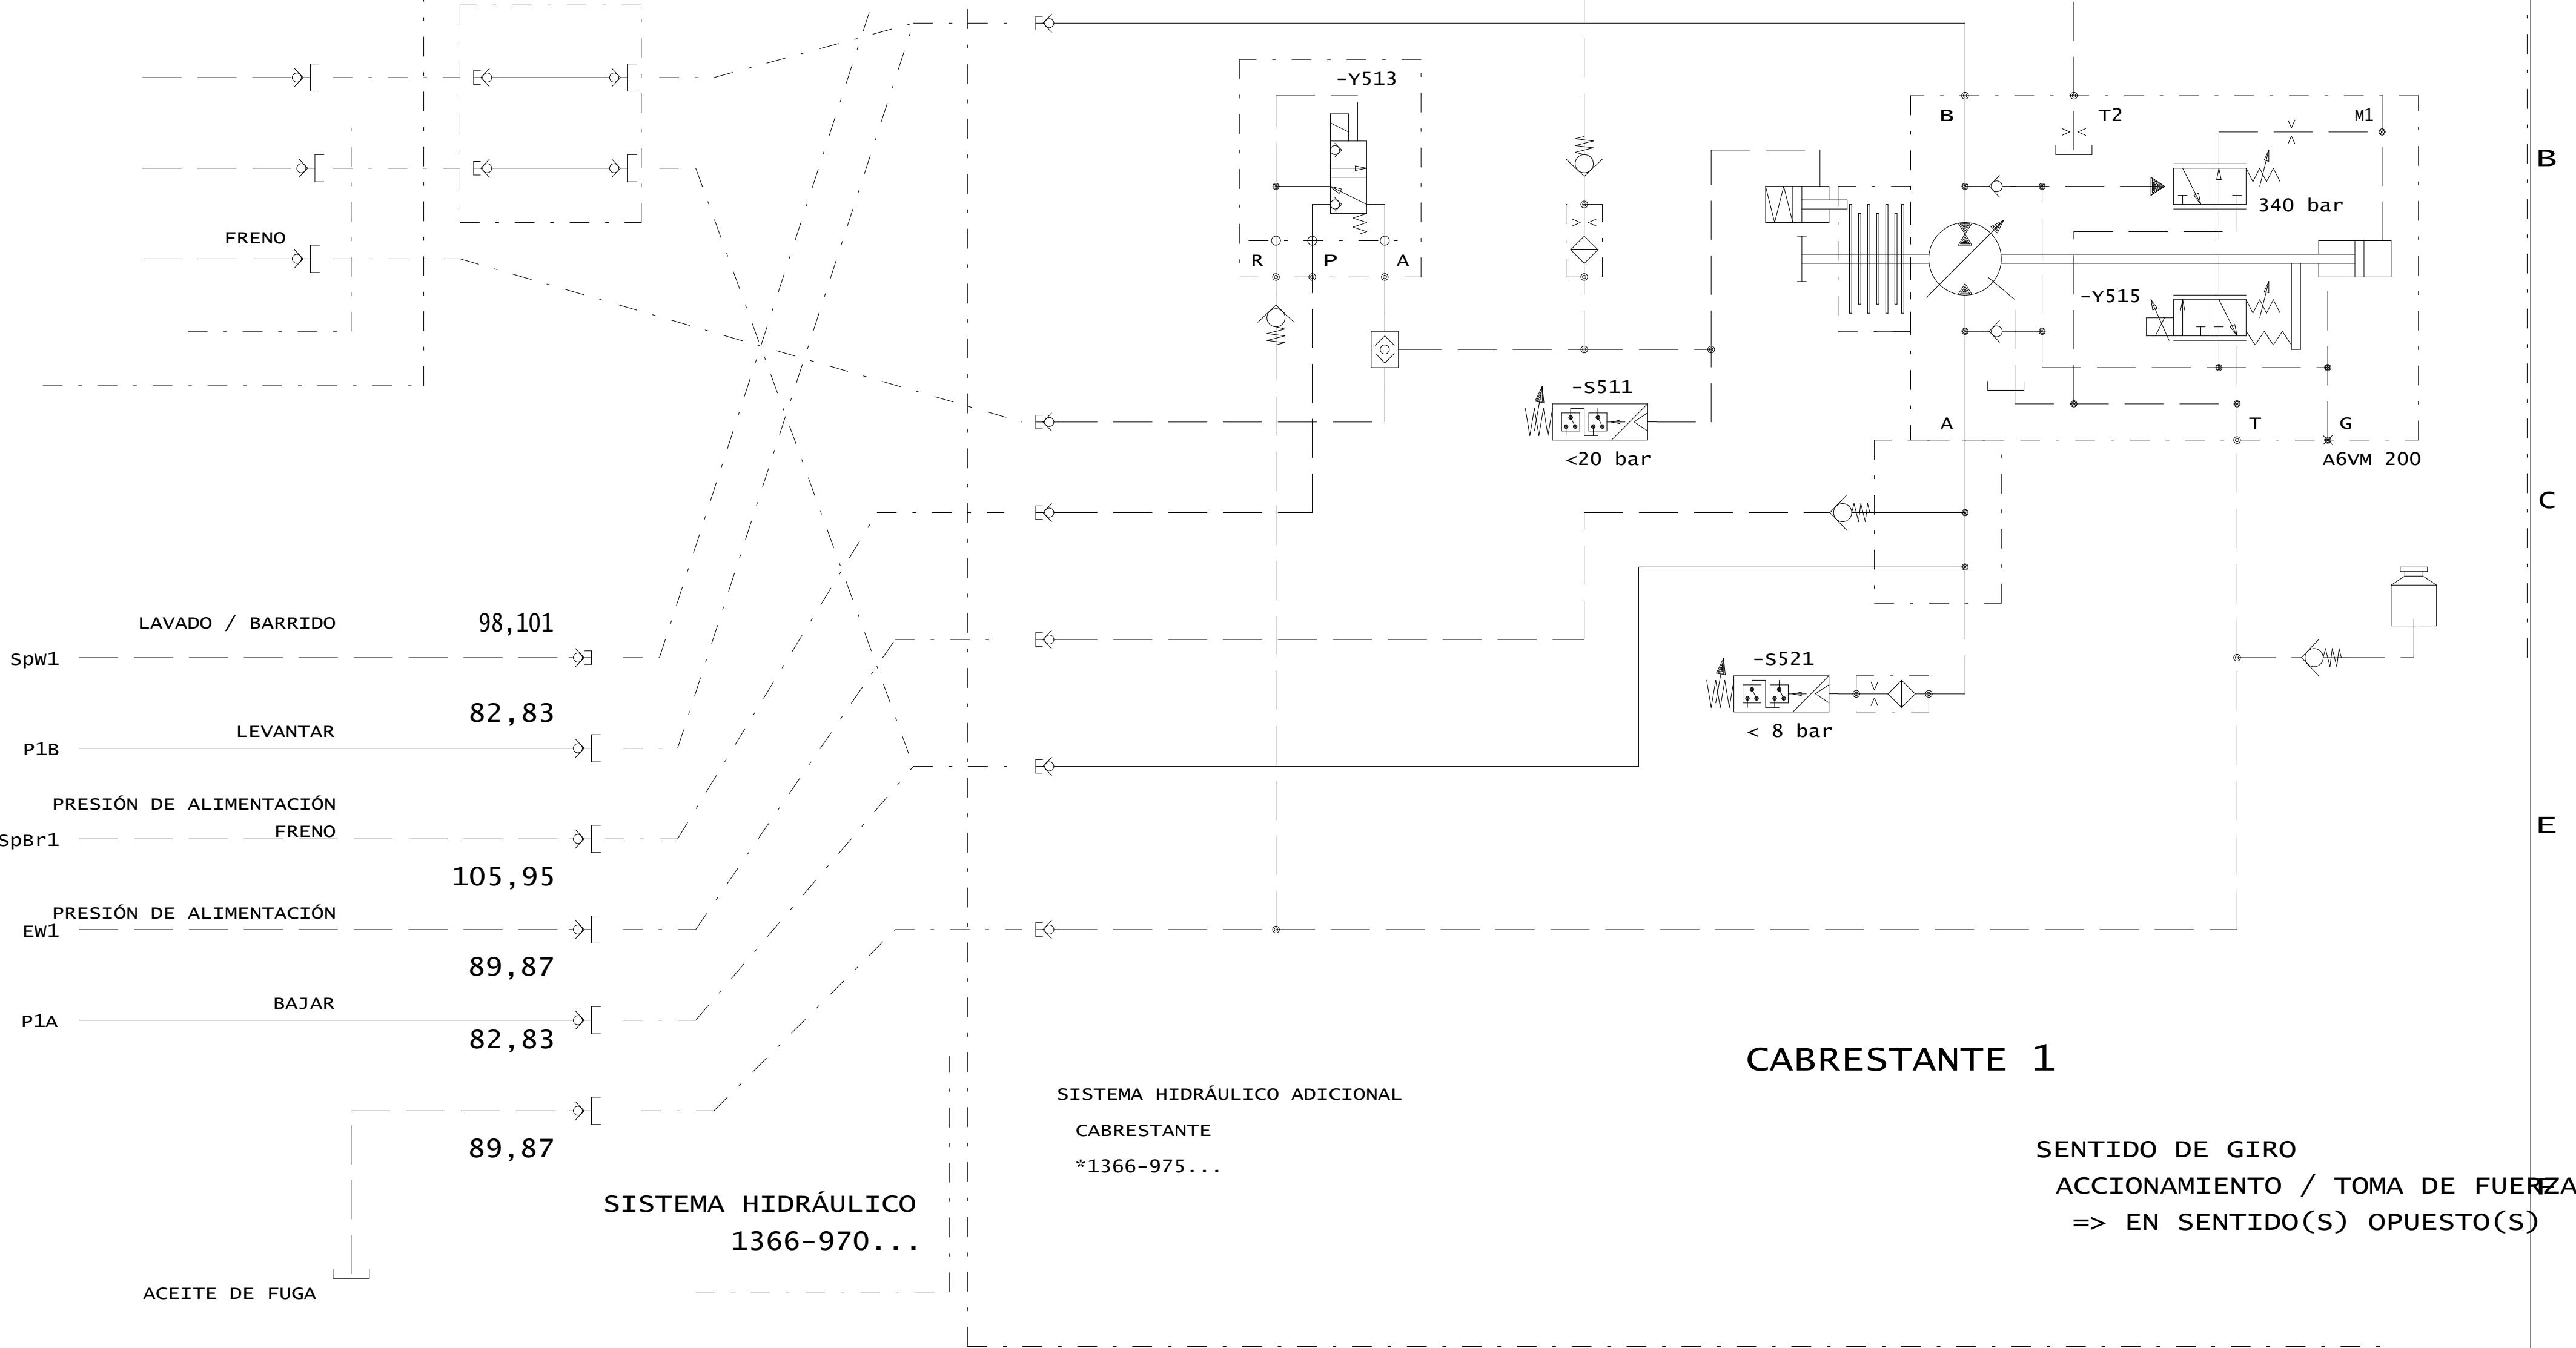 -Y513
B
T2
M1
B
340 bar
FRENO
R
P
A
-Y515
-S511
<20 bar
A
T
G
A6VM 200
C
LAVADO / BARRIDO
98,101
SpW1
-S521
< 8 bar
82,83
LEVANTAR
P1B
PRESIÓN DE ALIMENTACIÓN
FRENO
SpBr1
E
105,95
PRESIÓN DE ALIMENTACIÓN
EW1
89,87
BAJAR
P1A
82,83
CABRESTANTE 1
SISTEMA HIDRÁULICO ADICIONAL
CABRESTANTE
*1366-975...
89,87
SENTIDO DE GIRO
ACCIONAMIENTO / TOMA DE FUERZA
F
=> EN SENTIDO(S) OPUESTO(S)
SISTEMA HIDRÁULICO
1366-970...
ACEITE DE FUGA